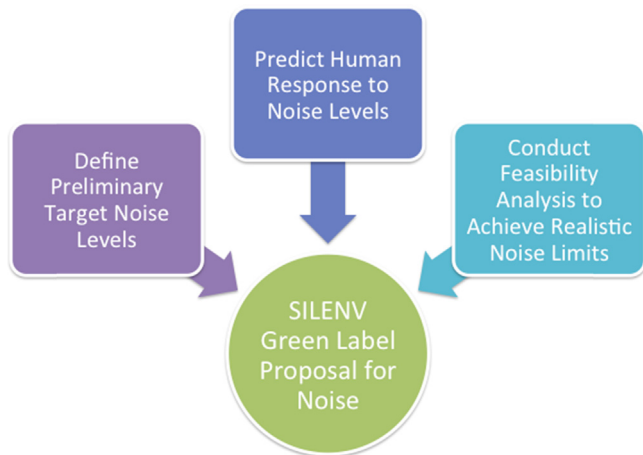 Predict Human
Response to
Noise Levels
Define
Preliminary
Target Noise
Levels
Conduct
Feasibility
Analysis to
Achieve Realistic
Noise Limits
SILENV
Green Label
Proposal for
Noise